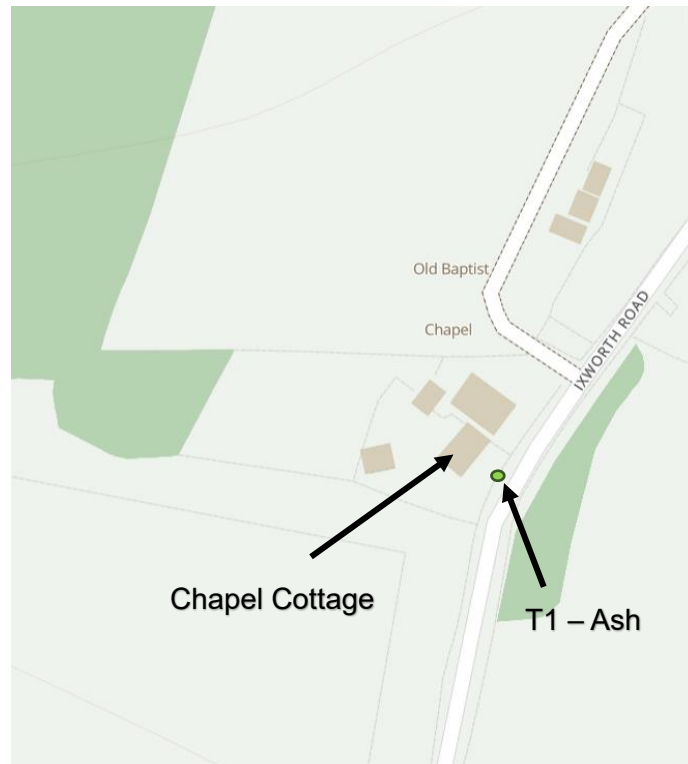 Old Baptist
Chapel
IXWORTH ROAD
Chapel Cottage
T1 – Ash